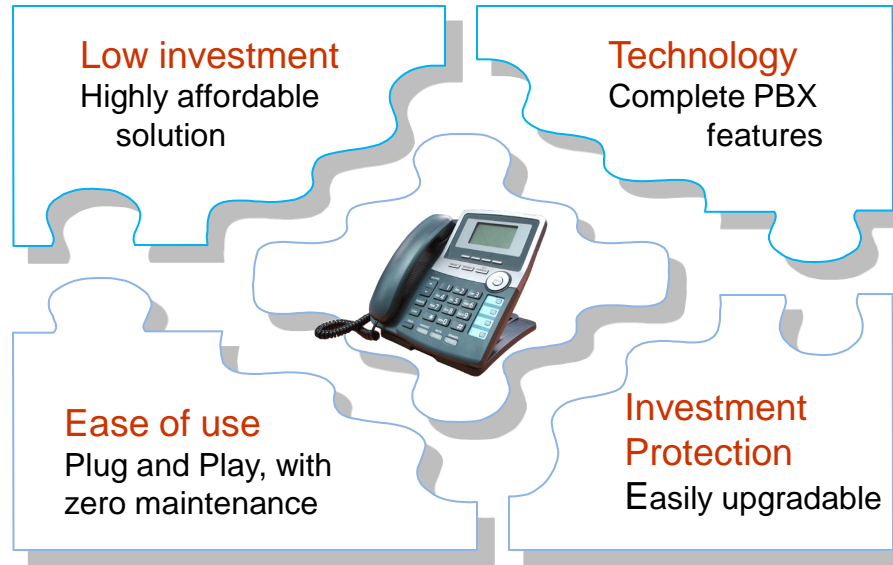 Low investment
Highly affordable
solution
Technology
Complete PBX
features
Ease of use
Plug and Play, with
zero maintenance
Investment
Protection
Easily upgradable